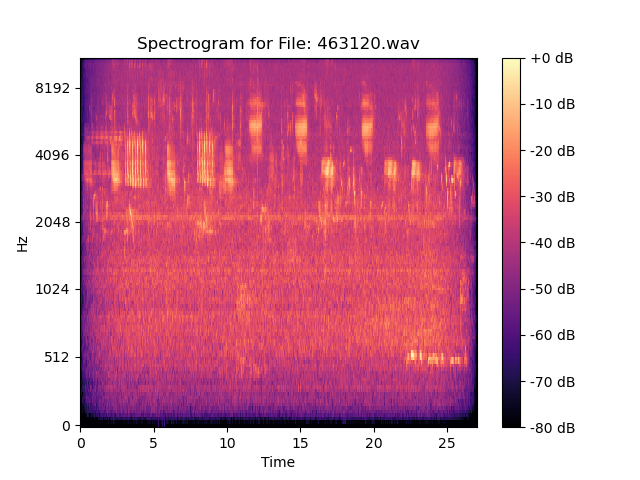 Spectrogram for File: 463120.wav
8192
4096
2048
1024
512
0
Hz
0 5 10 15 20 25
Time
+0 dB
-10 dB
-20 dB
-30 dB
-40 dB
-50 dB
-60 dB
-70 dB
-80 dB